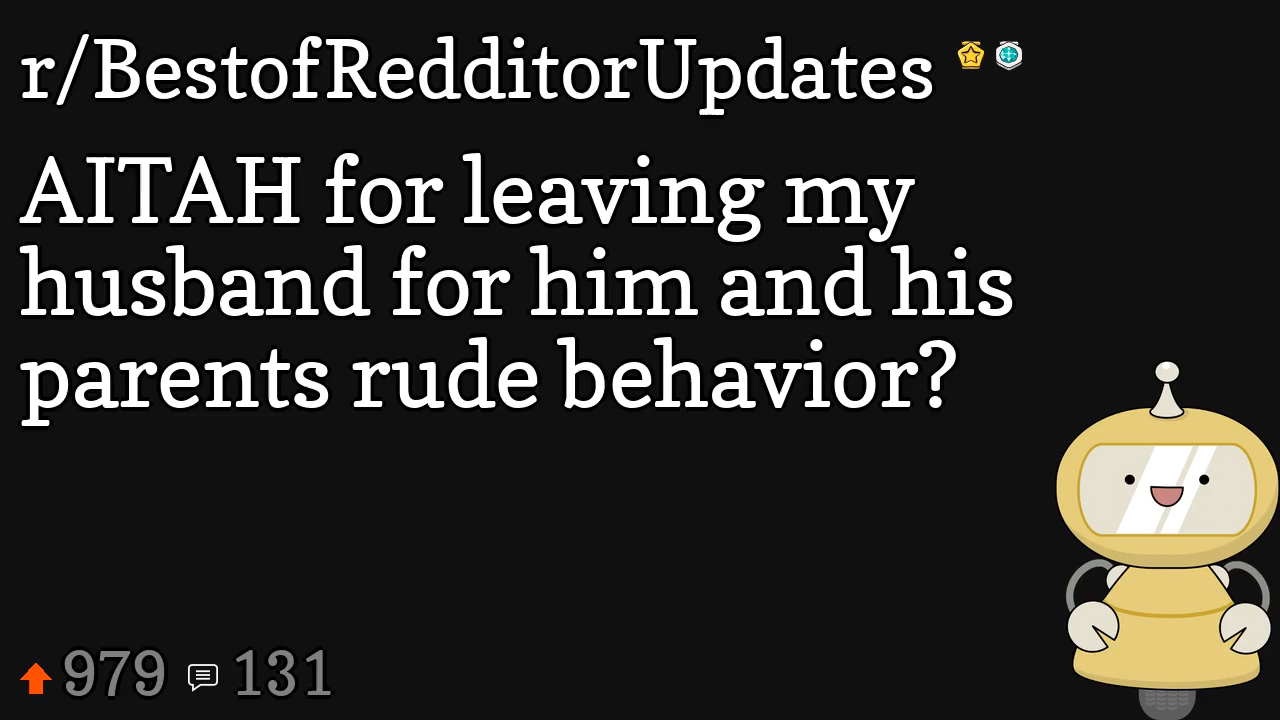 r/BestofRedditorUpdates
AITAH for leaving my
husband for him and his
parents rude behavior?
979 131